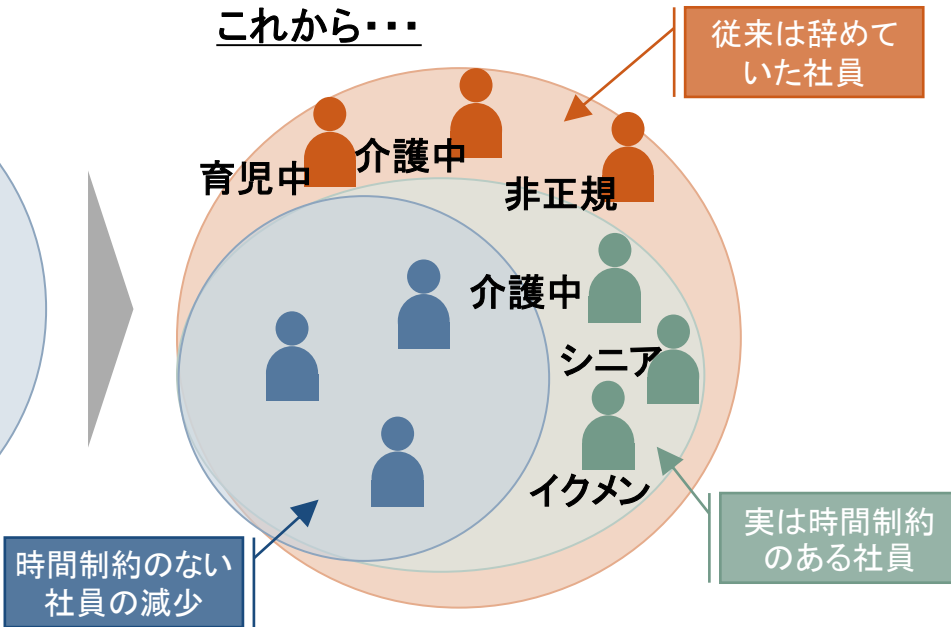 これから・・・
従来は辞めて
いた社員
育児中
介護中
非正規
介護中
シニア
イクメン
実は時間制約
のある社員
時間制約のない
社員の減少